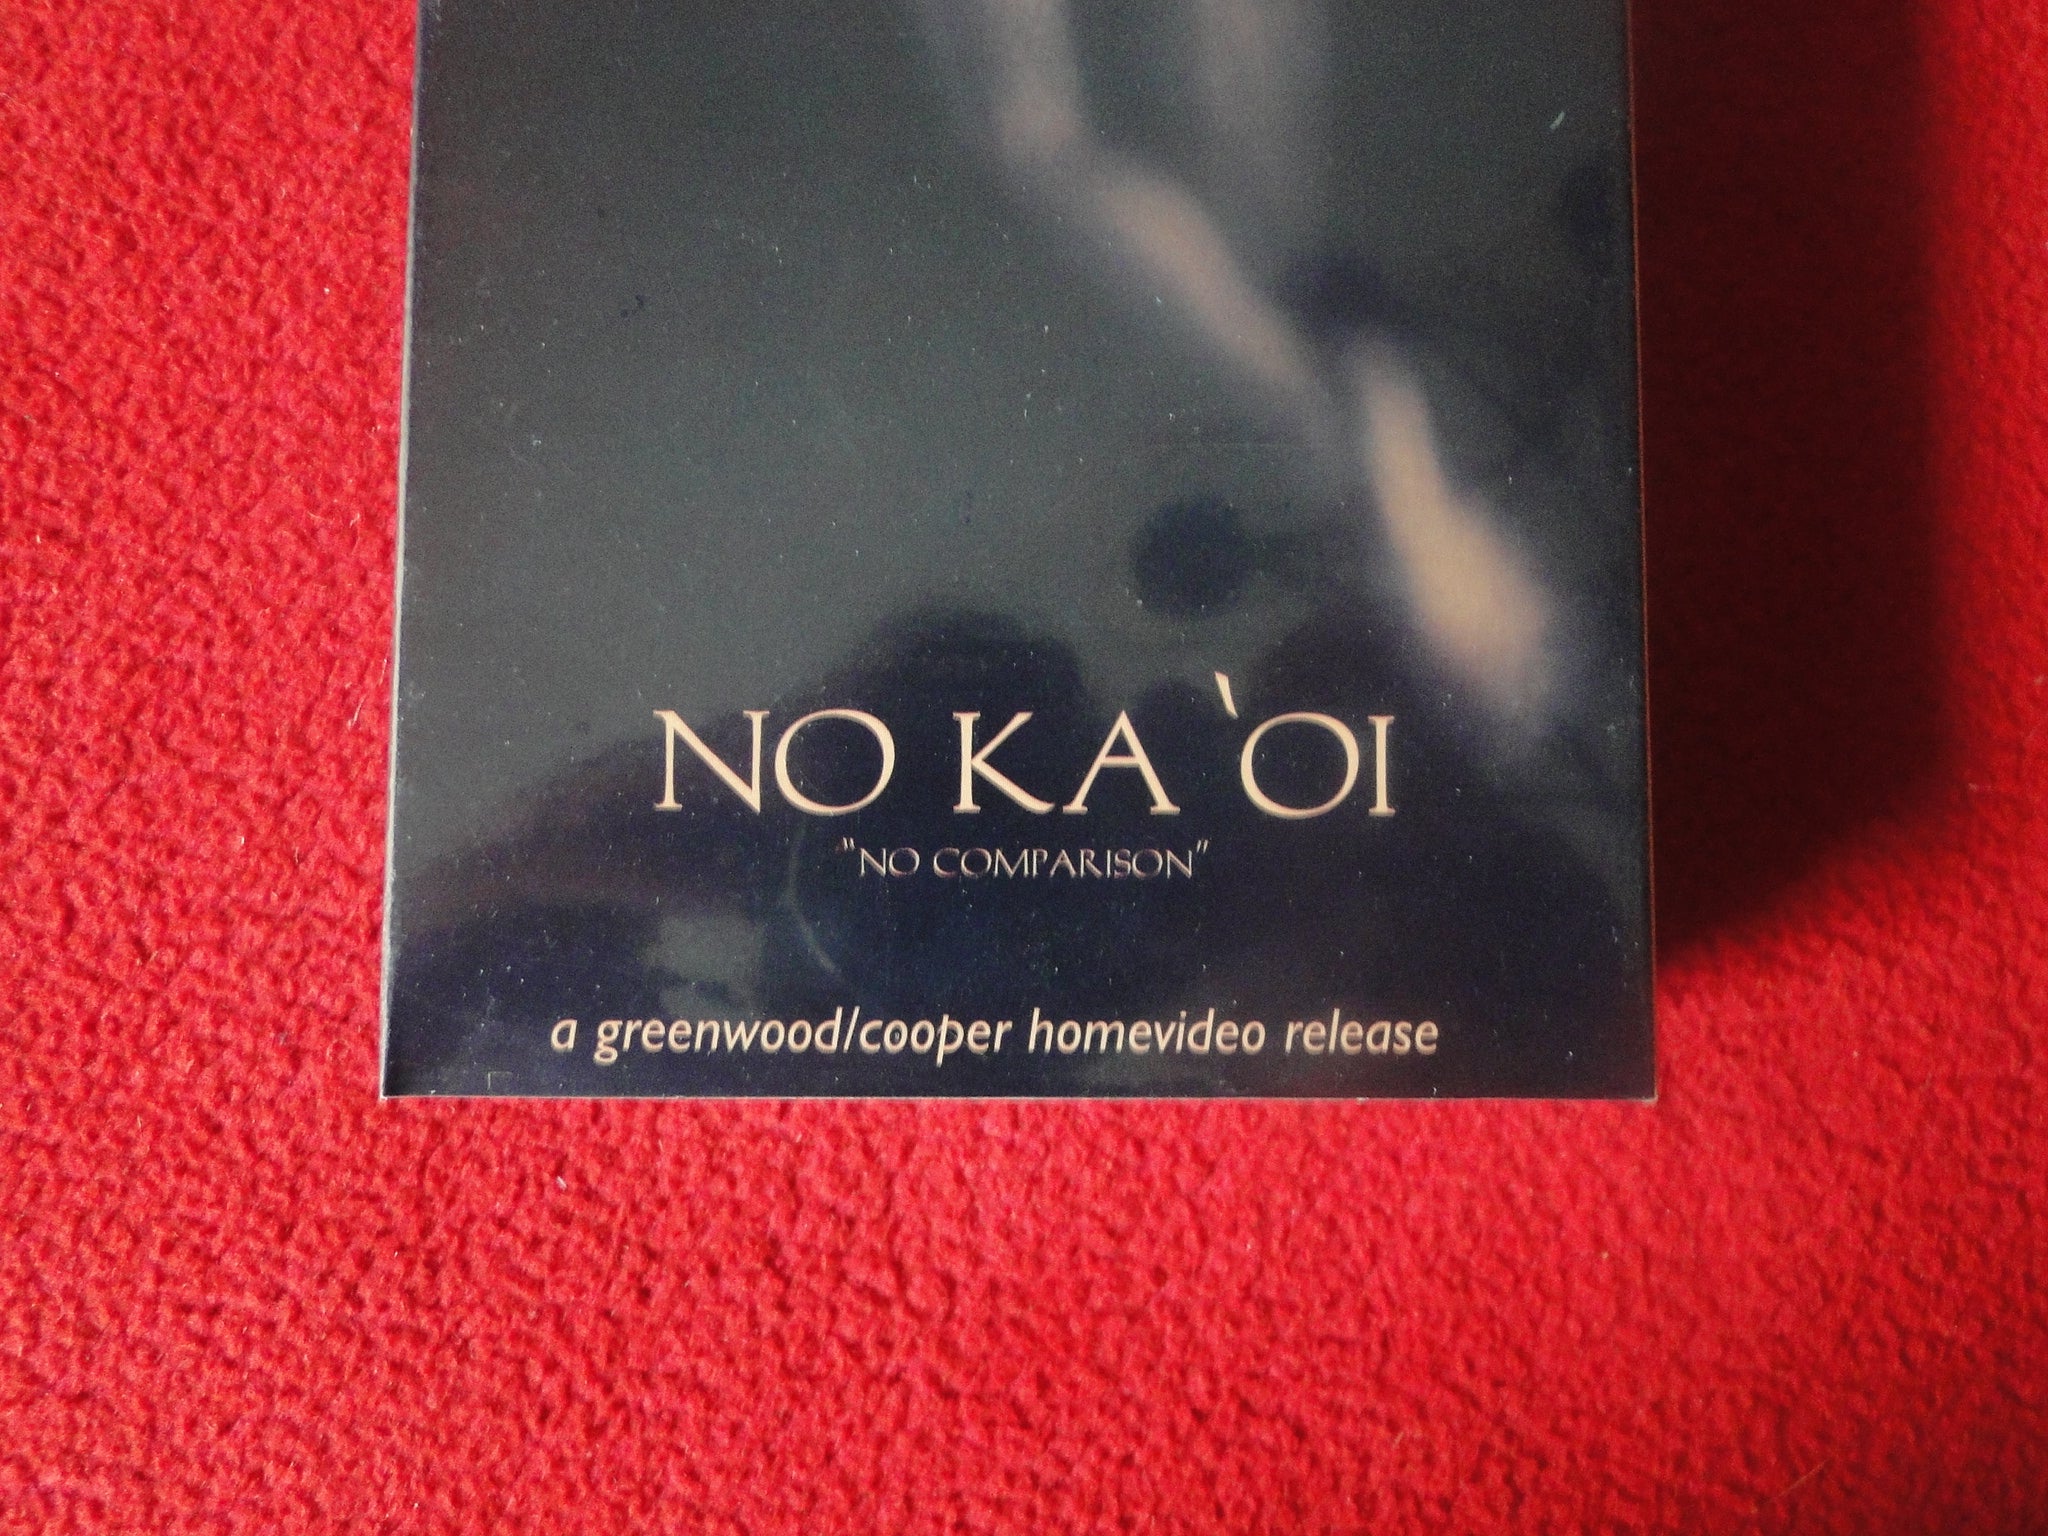 NO KA `OI
"NO COMPARISON"
a greenwood/cooper homevideo release